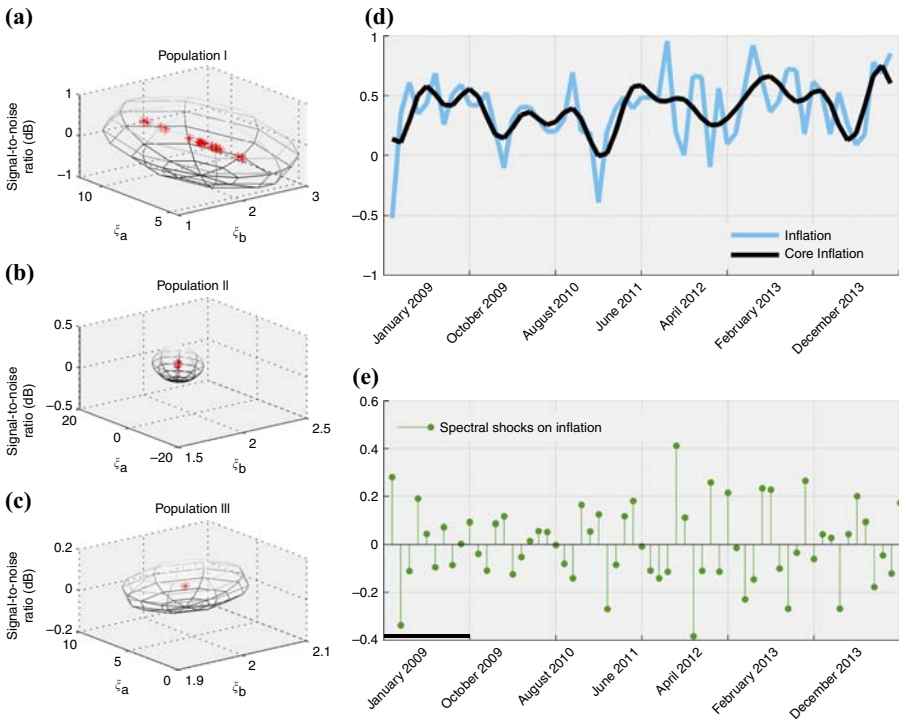 (a)
Population I
Signal-to-noise
ratio (dB)
1
0
−1
10
5
1
2
3
ξa
ξb
(b)
Population II
Signal-to-noise
ratio (dB)
0.5
0
−0.5
20
0
−20
1.5
2
2.5
ξa
ξb
(c)
Population III
Signal-to-noise
ratio (dB)
0.2
0
−0.2
10
5
0
1.9
2
2.1
ξa
ξb
(d)
1
0.5
0
−0.5
−1
Inflation
Core Inflation
January 2009
October 2009
August 2010
June 2011
April 2012
February 2013
December 2013
(e)
0.6
0.4
0.2
0
−0.2
−0.4
Spectral shocks on inflation
January 2009
October 2009
August 2010
June 2011
April 2012
February 2013
December 2013